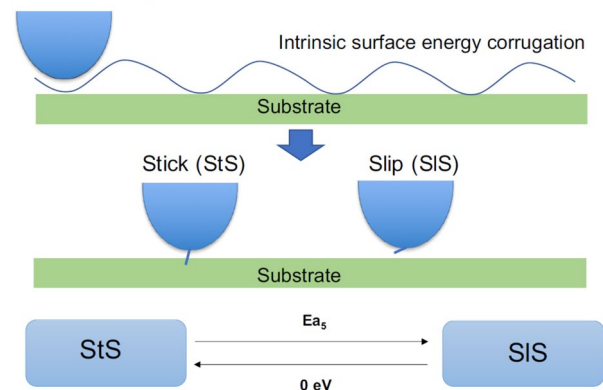 Intrinsic surface energy corrugation
Substrate
Stick (StS)
Slip (SlS)
Substrate
Ea₅
StS
SlS
0 eV